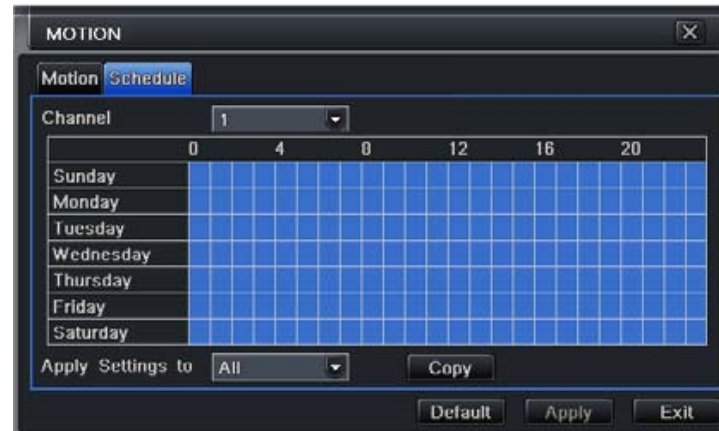 MOTION
Motion Schedule
Channel 1
0 4 8 12 16 20
Sunday
Monday
Tuesday
Wednesday
Thursday
Friday
Saturday
Apply Settings to All Copy
Default Apply Exit